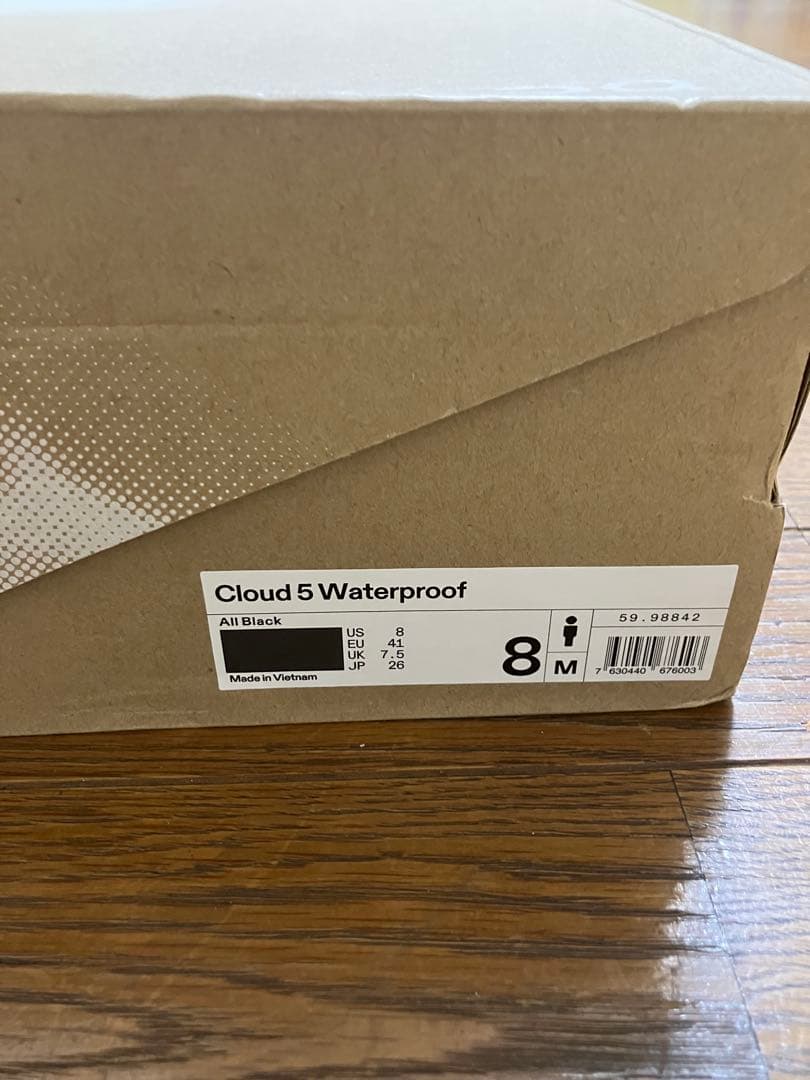 Cloud 5 Waterproof
All Black
US 8
EU 41
UK 7.5
JP 26
Made in Vietnam
8
M
59.98842
7 630440 676003